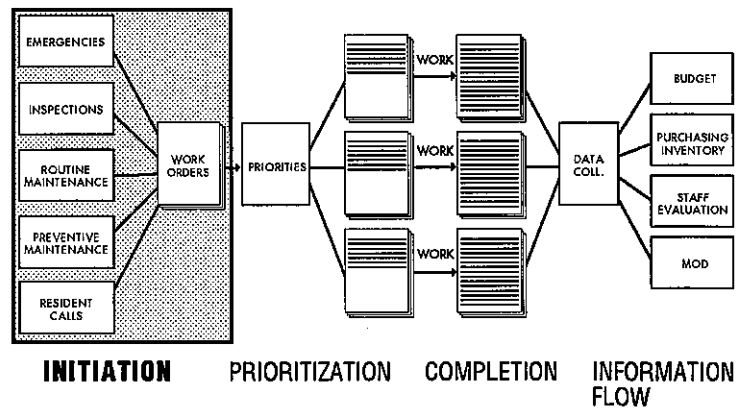 EMERGENCIES
INSPECTIONS
ROUTINE
MAINTENANCE
PREVENTIVE
MAINTENANCE
RESIDENT
CALLS
WORK
ORDERS
PRIORITIES
WORK
WORK
WORK
DATA
COLL.
BUDGET
PURCHASING
INVENTORY
STAFF
EVALUATION
MOD
INITIATION
PRIORITIZATION
COMPLETION
INFORMATION
FLOW